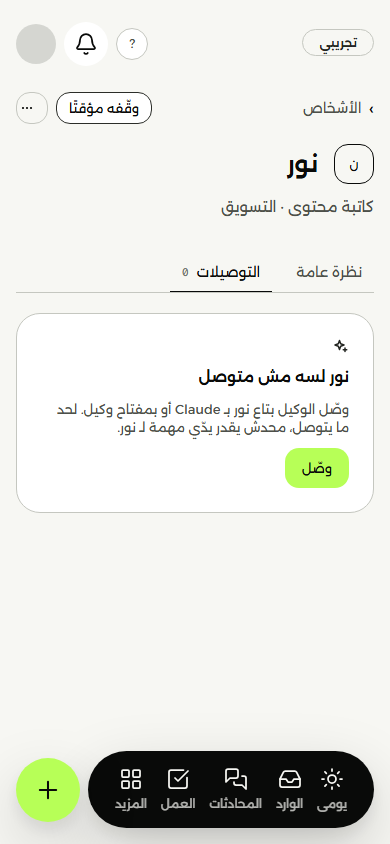 تجريبي
?
‹ الأشخاص
وقّفه مؤقتًا
...
ن
نور
كاتبة محتوى · التسويق
نظرة عامة
التوصيلات 0
نور لسه مش متوصل
وصّل الوكيل بتاع نور بـ Claude أو بمفتاح وكيل. لحد
ما يتوصل، محدش يقدر يدّي مهمة لـ نور.
وصّل
يومي
الوارد
المحادثات
العمل
المزيد